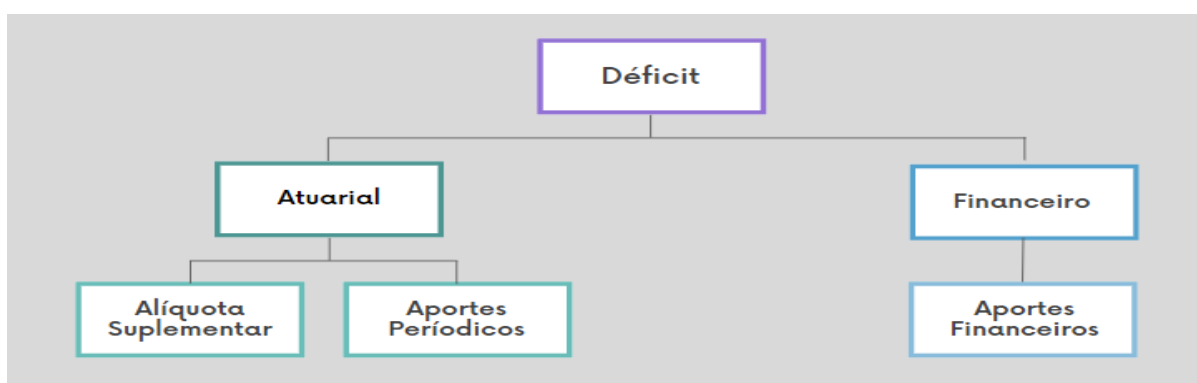 Déficit
Atuarial
Financeiro
Alíquota
Suplementar
Aportes
Períodicos
Aportes
Financeiros